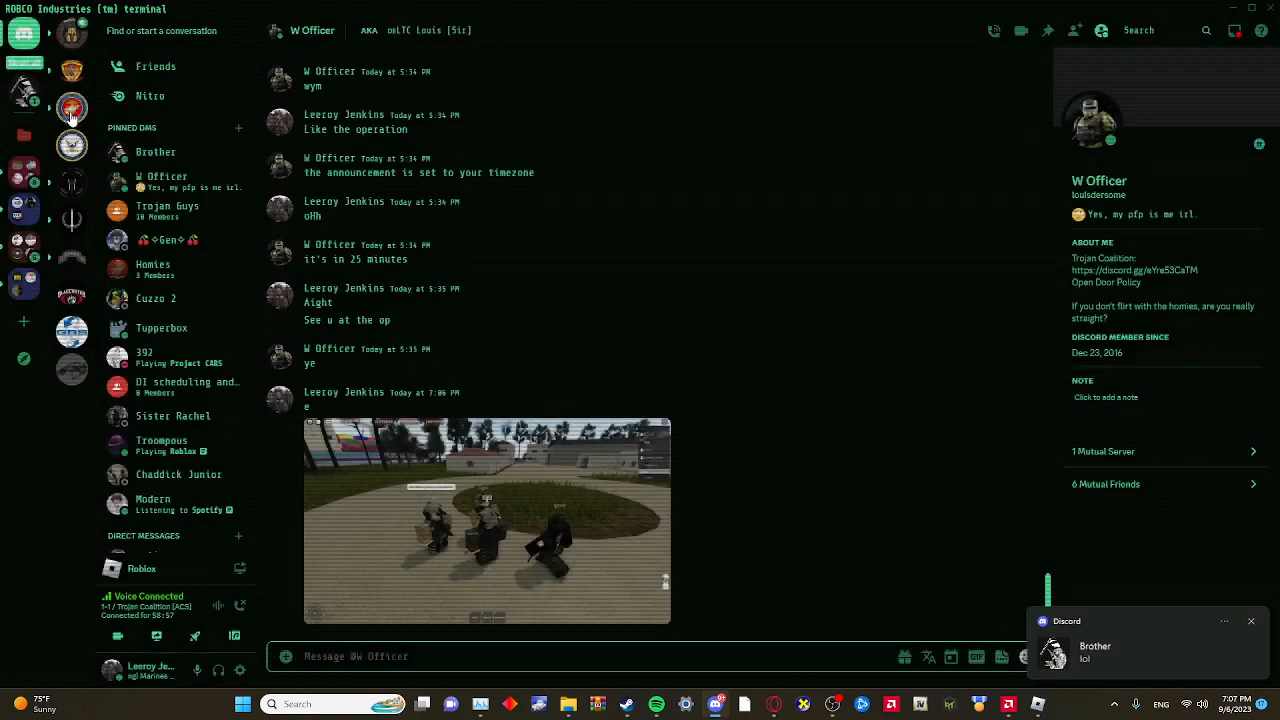 ROBCO Industries (tm) terminal
Find or start a conversation
W Officer
AKA
DELTC Louis [Sir]
Search
Friends
Nitro
PINNED DMS
Brother
W Officer
Yes, my pfp is me irl.
Trojan Guys
10 Members
🍒✧Gen✧🍒
Homies
3 Members
Cuzzo 2
Tupperbox
392
Playing Project CARS
DI scheduling and...
8 Members
Sister Rachel
Troompous
Playing Roblox
Chaddick Junior
Modern
Listening to Spotify
DIRECT MESSAGES
Roblox
Voice Connected
1-1 / Trojan Coalition [ACS]
Connected for 58:57
Leeroy Je...
ngl Marines ...
W Officer Today at 5:34 PM
wym
Leeroy Jenkins Today at 5:34 PM
Like the operation
W Officer Today at 5:34 PM
the announcement is set to your timezone
Leeroy Jenkins Today at 5:34 PM
oHh
W Officer Today at 5:34 PM
it's in 25 minutes
Leeroy Jenkins Today at 5:35 PM
Aight
See u at the op
W Officer Today at 5:35 PM
ye
Leeroy Jenkins Today at 7:06 PM
e
Message @W Officer
GIF
W Officer
louisdersome
Yes, my pfp is me irl.
ABOUT ME
Trojan Coalition:
https://discord.gg/eYre53CaTM
Open Door Policy
If you don't flirt with the homies, are you really
straight?
DISCORD MEMBER SINCE
Dec 23, 2016
NOTE
Click to add a note
1 Mutual Server
6 Mutual Friends
Discord
Brother
lol
BLACKWATER
75°F
Sunny
Search
7:07 PM
9/6/2023